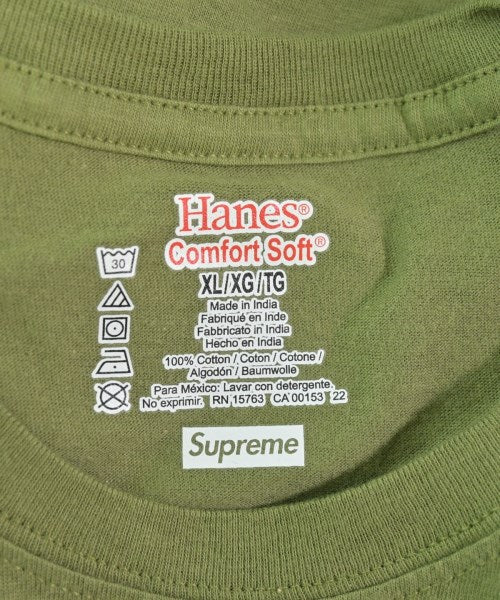 Hanes®
Comfort Soft®
30
XL/XG/TG
Made in India
Fabriqué en Inde
Fabbricato in India
Hecho en India
100% Cotton / Coton / Cotone /
Algodón / Baumwolle
Para México: Lavar con detergente.
No exprimir. RN 15763 CA 00153 22
Supreme